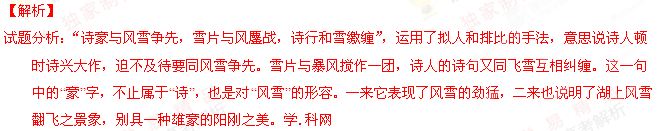 【解析】
试题分析：“诗豪与风雪争先，雪片与风鏖战，诗行和雪缴缠”，运用了拟人和排比的手法，意思说诗人顿
时诗兴大作，迫不及待要同风雪争先。雪片与暴风搅作一团，诗人的诗句又同飞雪互相纠缠。这一句
中的“豪”字，不止属于“诗”，也是对“风雪”的形容。一来它表现了风雪的劲猛，二来也说明了湖上风雪
翻飞之景象，别具一种雄豪的阳刚之美。学.科网